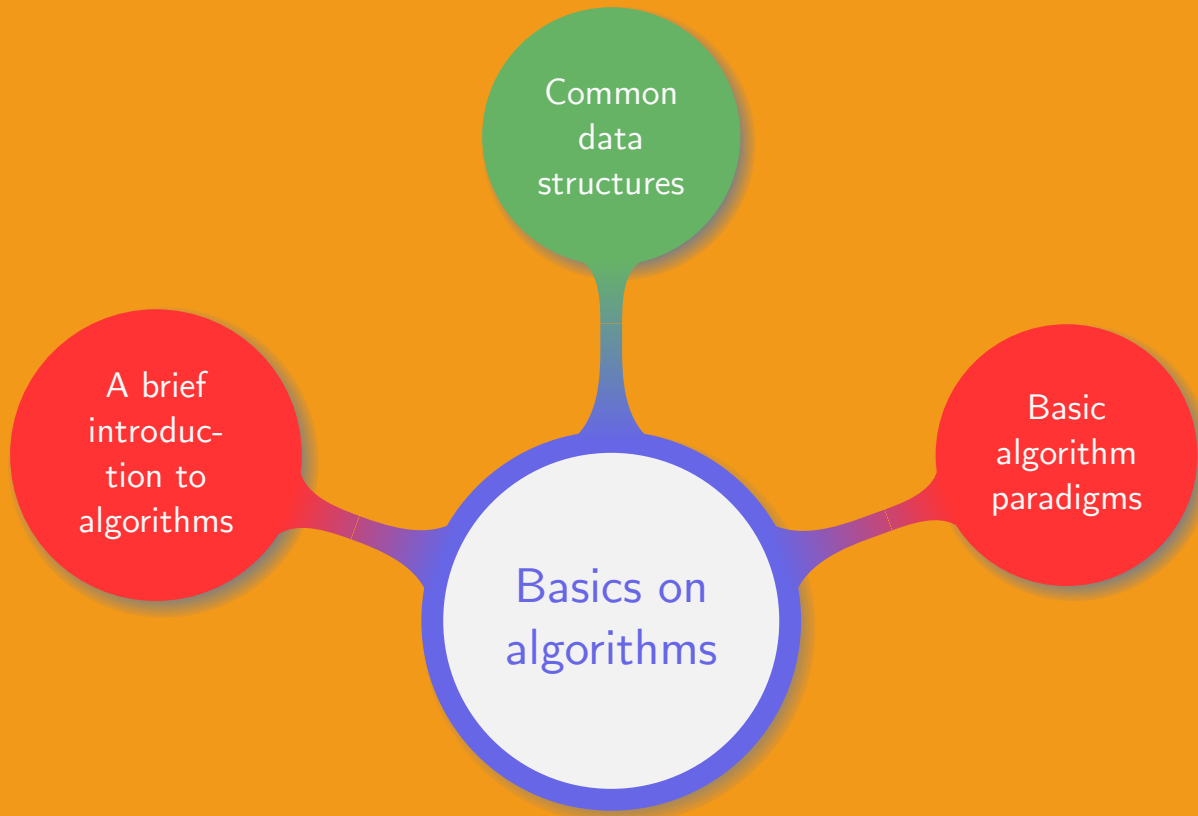 Common
data
structures
A brief
introduc-
tion to
algorithms
Basic
algorithm
paradigms
Basics on
algorithms